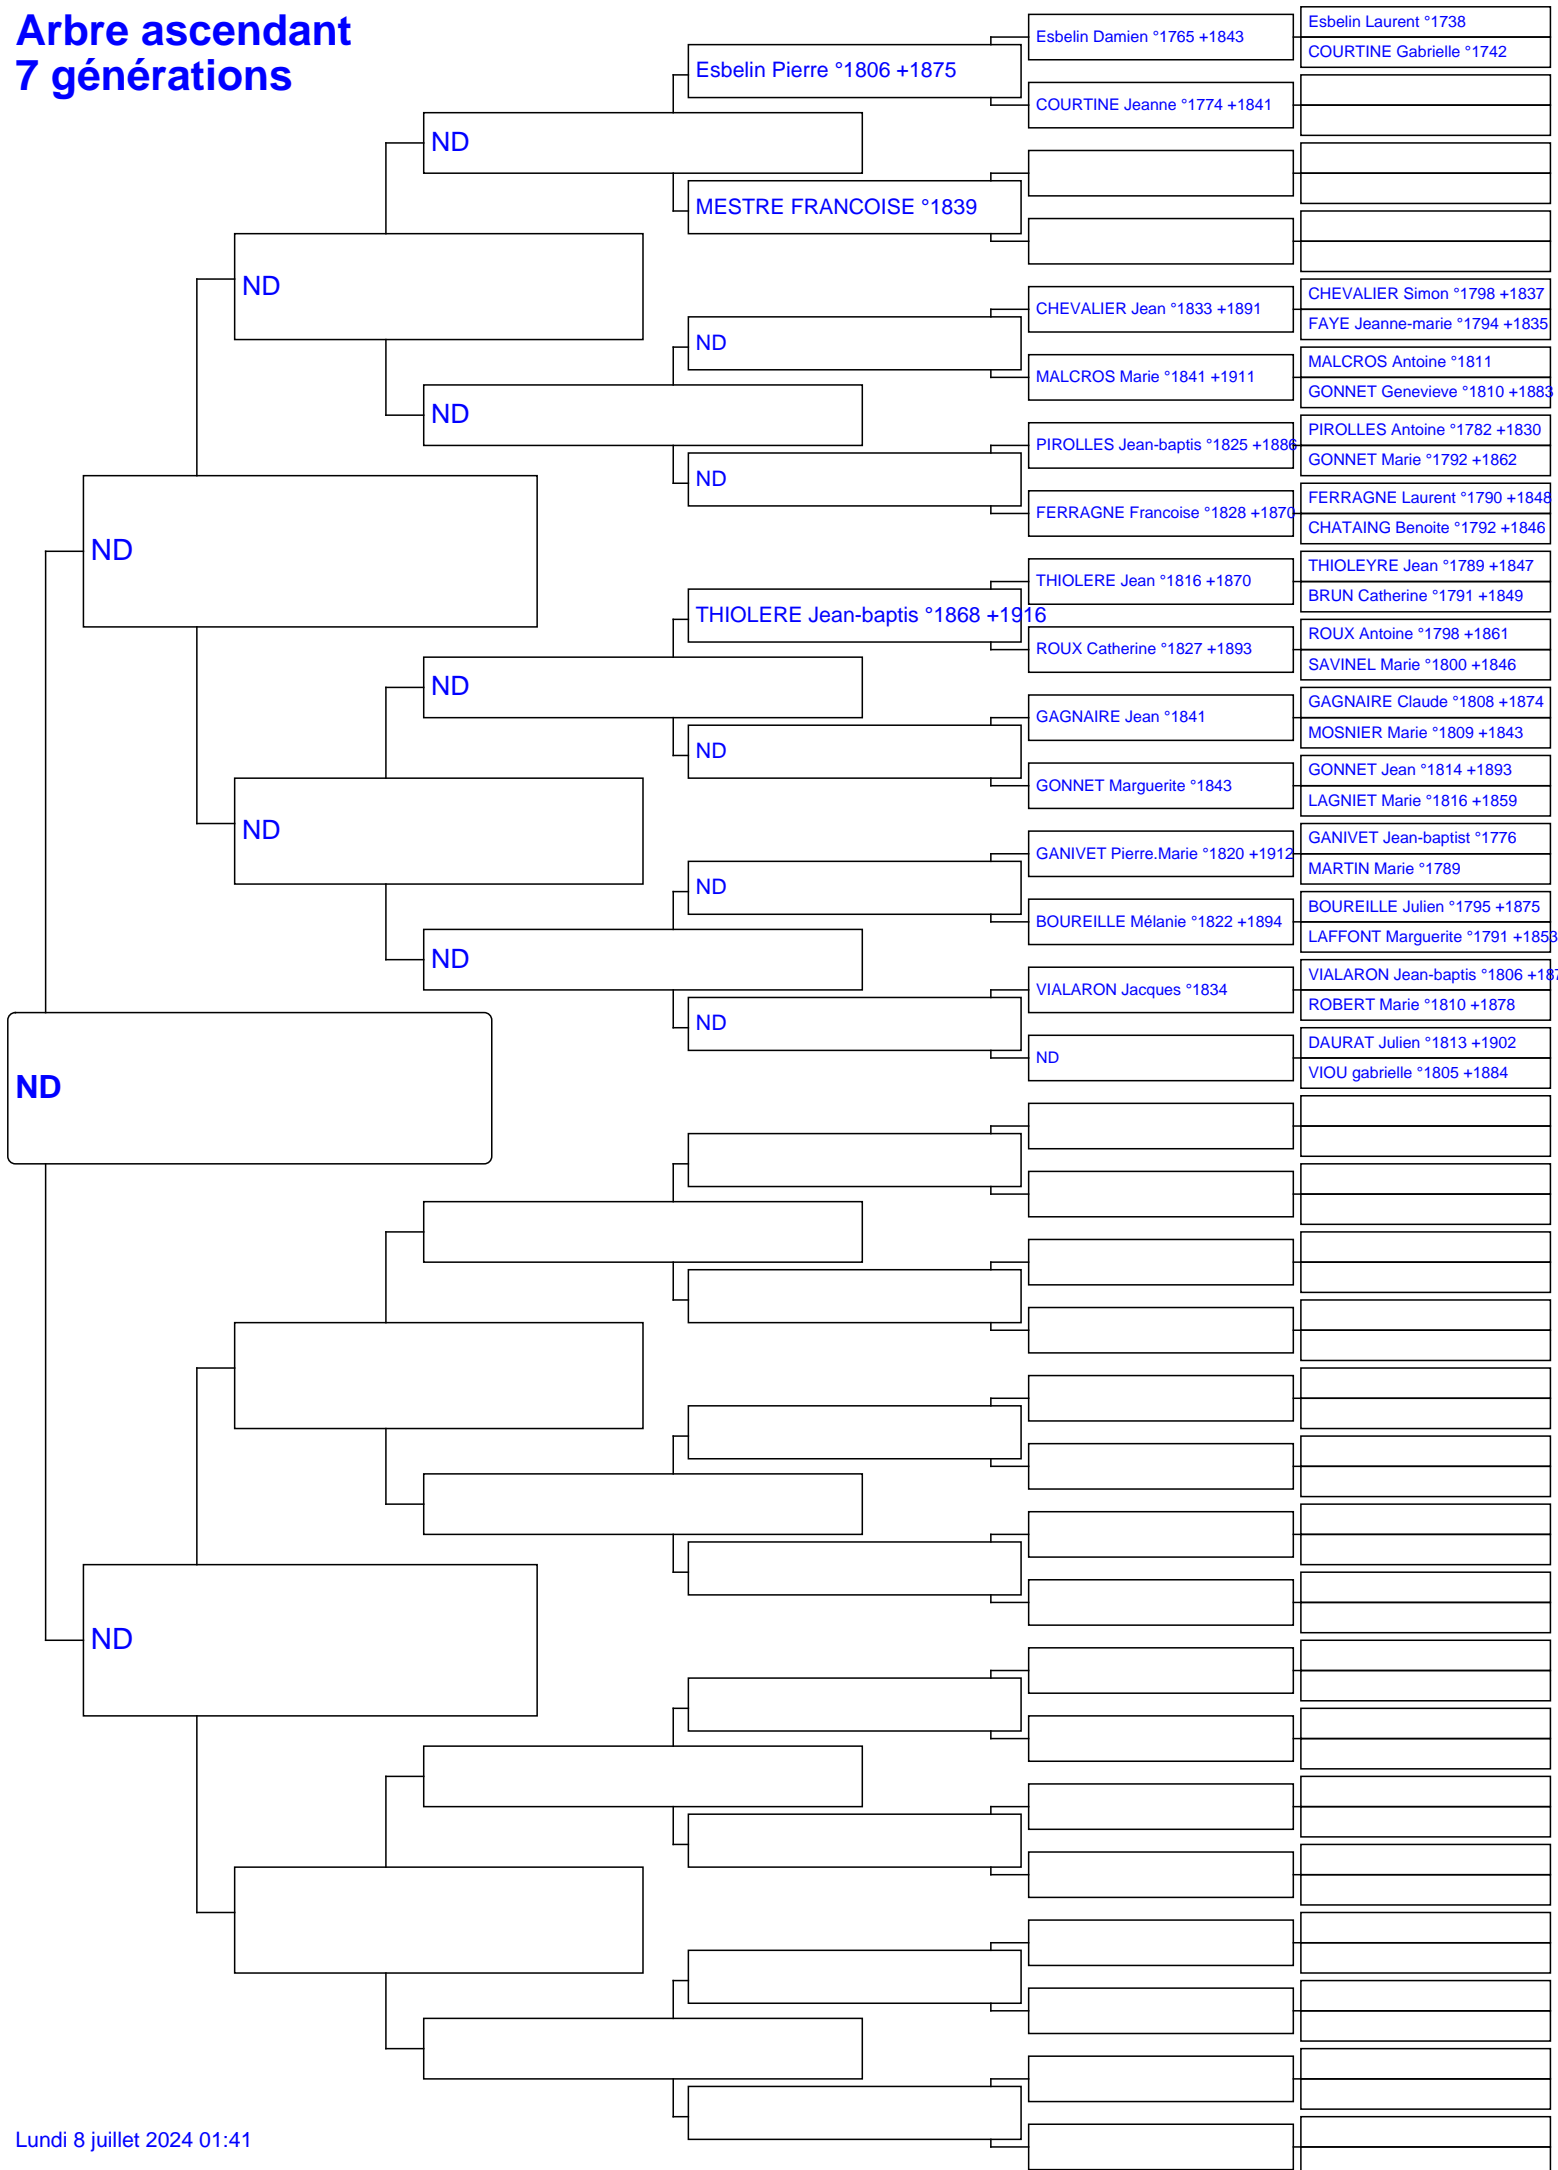 Arbre ascendant
7 générations
Esbelin Damien °1765 +1843
Esbelin Laurent °1738
COURTINE Gabrielle °1742
Esbelin Pierre °1806 +1875
COURTINE Jeanne °1774 +1841
ND
MESTRE FRANCOISE °1839
ND
CHEVALIER Jean °1833 +1891
CHEVALIER Simon °1798 +1837
FAYE Jeanne-marie °1794 +1835
ND
MALCROS Marie °1841 +1911
MALCROS Antoine °1811
GONNET Genevieve °1810 +1883
ND
PIROLLES Jean-baptis °1825 +1886
PIROLLES Antoine °1782 +1830
GONNET Marie °1792 +1862
ND
FERRAGNE Francoise °1828 +1870
FERRAGNE Laurent °1790 +1848
CHATAING Benoite °1792 +1846
ND
THIOLERE Jean °1816 +1870
THIOLEYRE Jean °1789 +1847
BRUN Catherine °1791 +1849
THIOLERE Jean-baptis °1868 +1916
ROUX Catherine °1827 +1893
ROUX Antoine °1798 +1861
SAVINEL Marie °1800 +1846
ND
GAGNAIRE Jean °1841
GAGNAIRE Claude °1808 +1874
MOSNIER Marie °1809 +1843
ND
GONNET Marguerite °1843
GONNET Jean °1814 +1893
LAGNIET Marie °1816 +1859
ND
GANIVET Pierre.Marie °1820 +1912
GANIVET Jean-baptist °1776
MARTIN Marie °1789
ND
BOUREILLE Mélanie °1822 +1894
BOUREILLE Julien °1795 +1875
LAFFONT Marguerite °1791 +1853
ND
VIALARON Jacques °1834
VIALARON Jean-baptis °1806 +187
ROBERT Marie °1810 +1878
ND
ND
DAURAT Julien °1813 +1902
VIOU gabrielle °1805 +1884
ND
ND
Lundi 8 juillet 2024 01:41